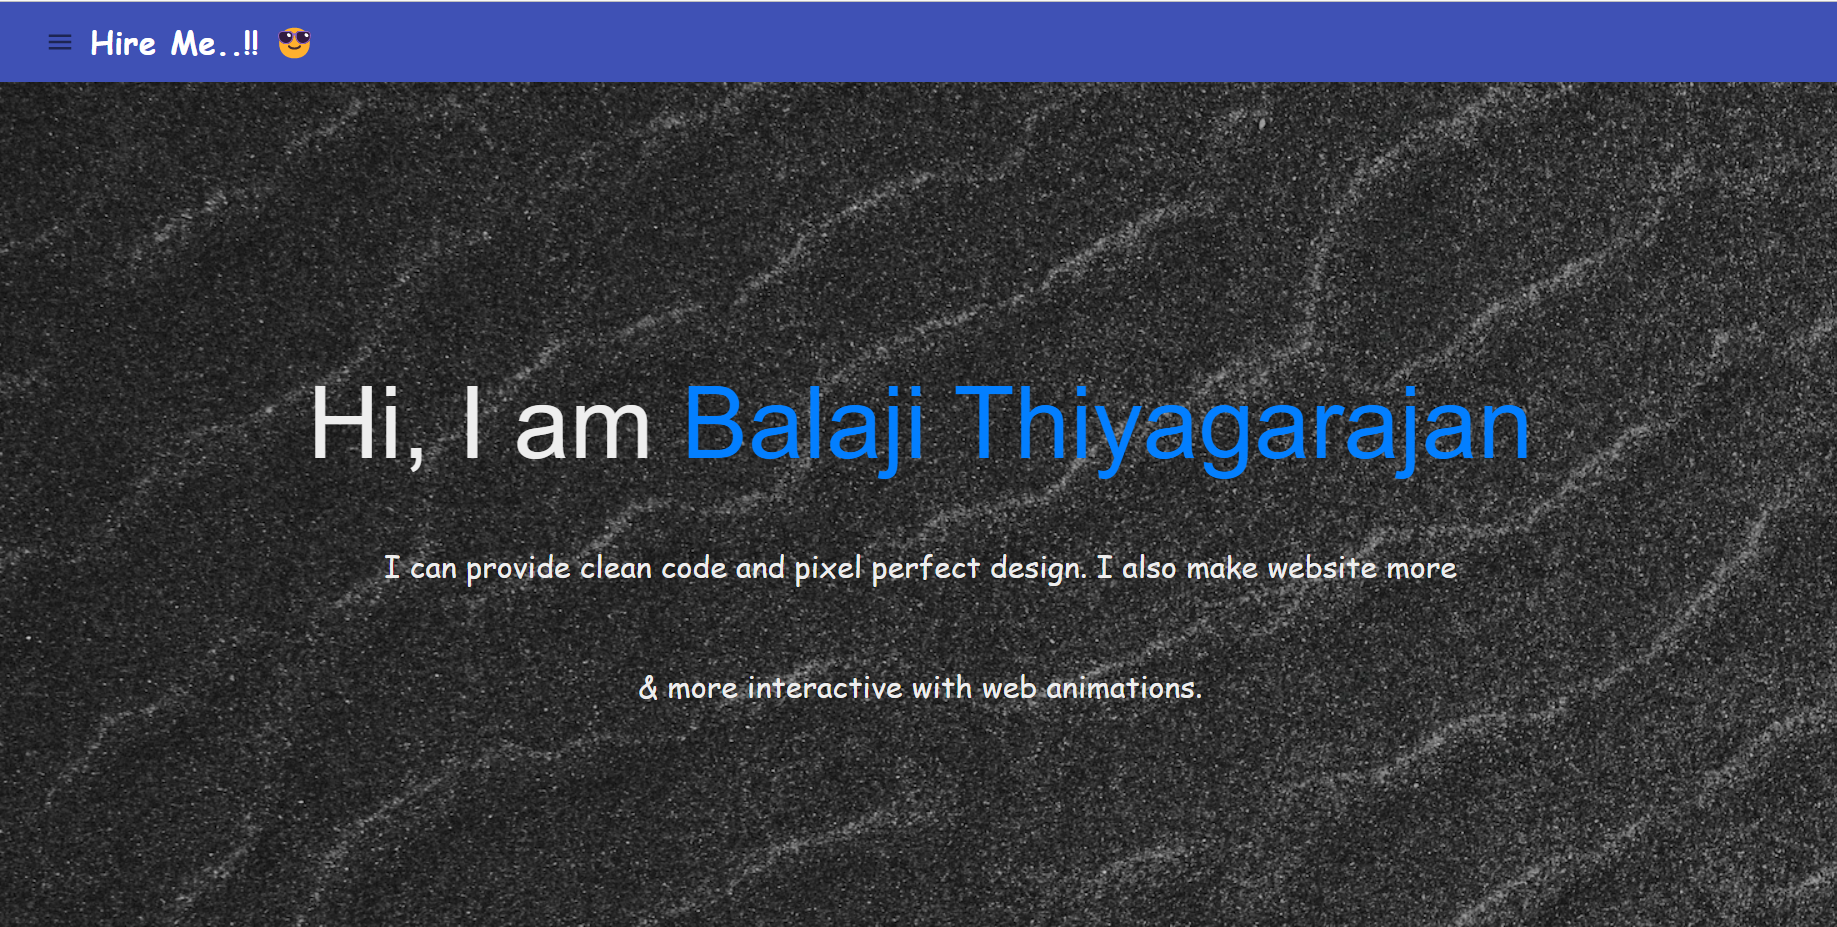 Hire Me..!! 😎
Hi, I am Balaji Thiyagarajan
I can provide clean code and pixel perfect design. I also make website more
& more interactive with web animations.